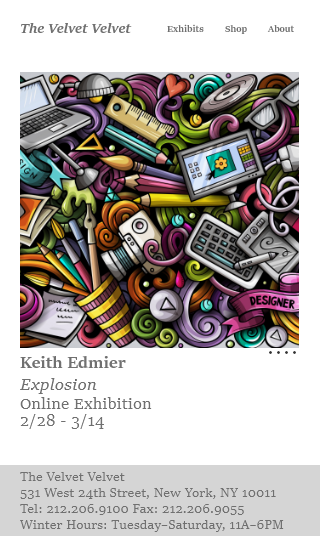 The Velvet Velvet
Exhibits Shop About
DESIGN
DESIGNER
Keith Edmier
Explosion
Online Exhibition
2/28 - 3/14
The Velvet Velvet
531 West 24th Street, New York, NY 10011
Tel: 212.206.9100 Fax: 212.206.9055
Winter Hours: Tuesday–Saturday, 11A–6PM